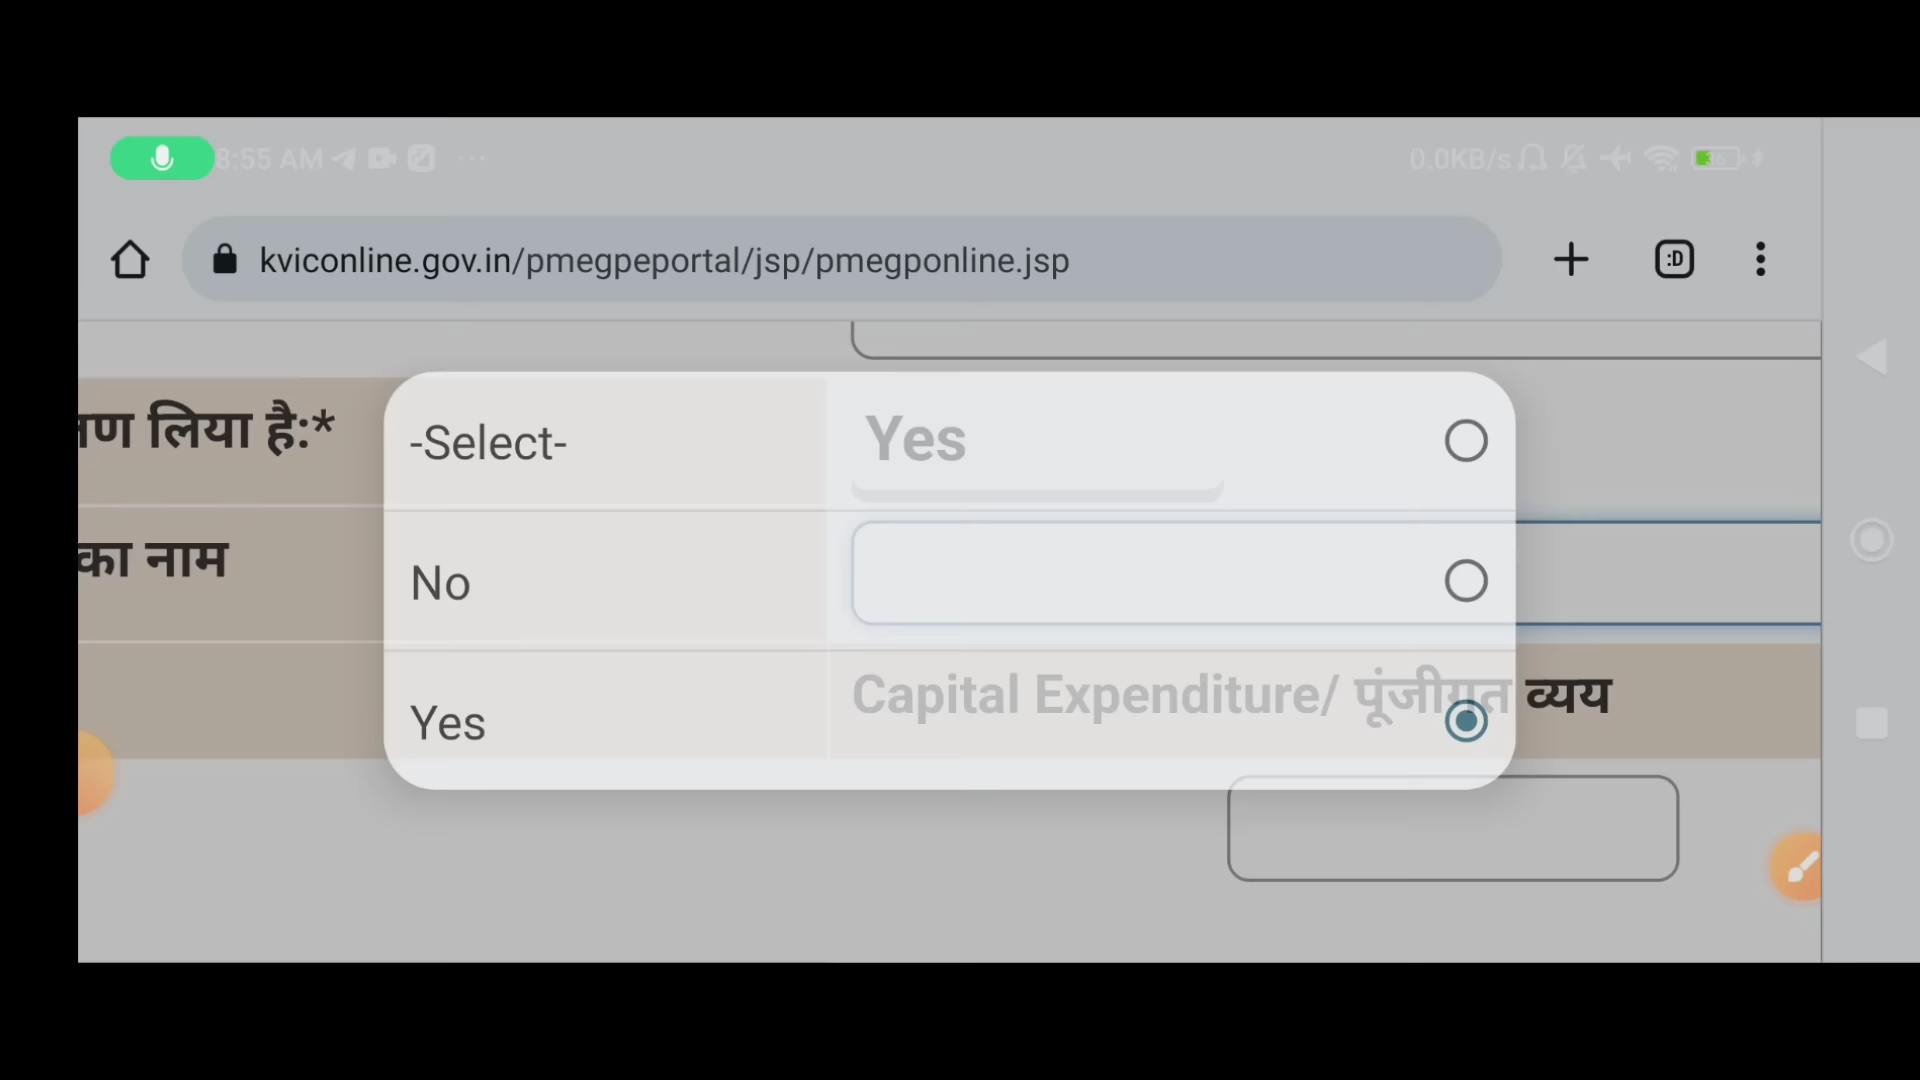 8:55 AM ... 0.0KB/s
kviconline.gov.in/pmegpeportal/jsp/pmegponline.jsp :D
लिया है:* -Select- Yes
का नाम No
Yes Capital Expenditure/ पूंजीगत व्यय